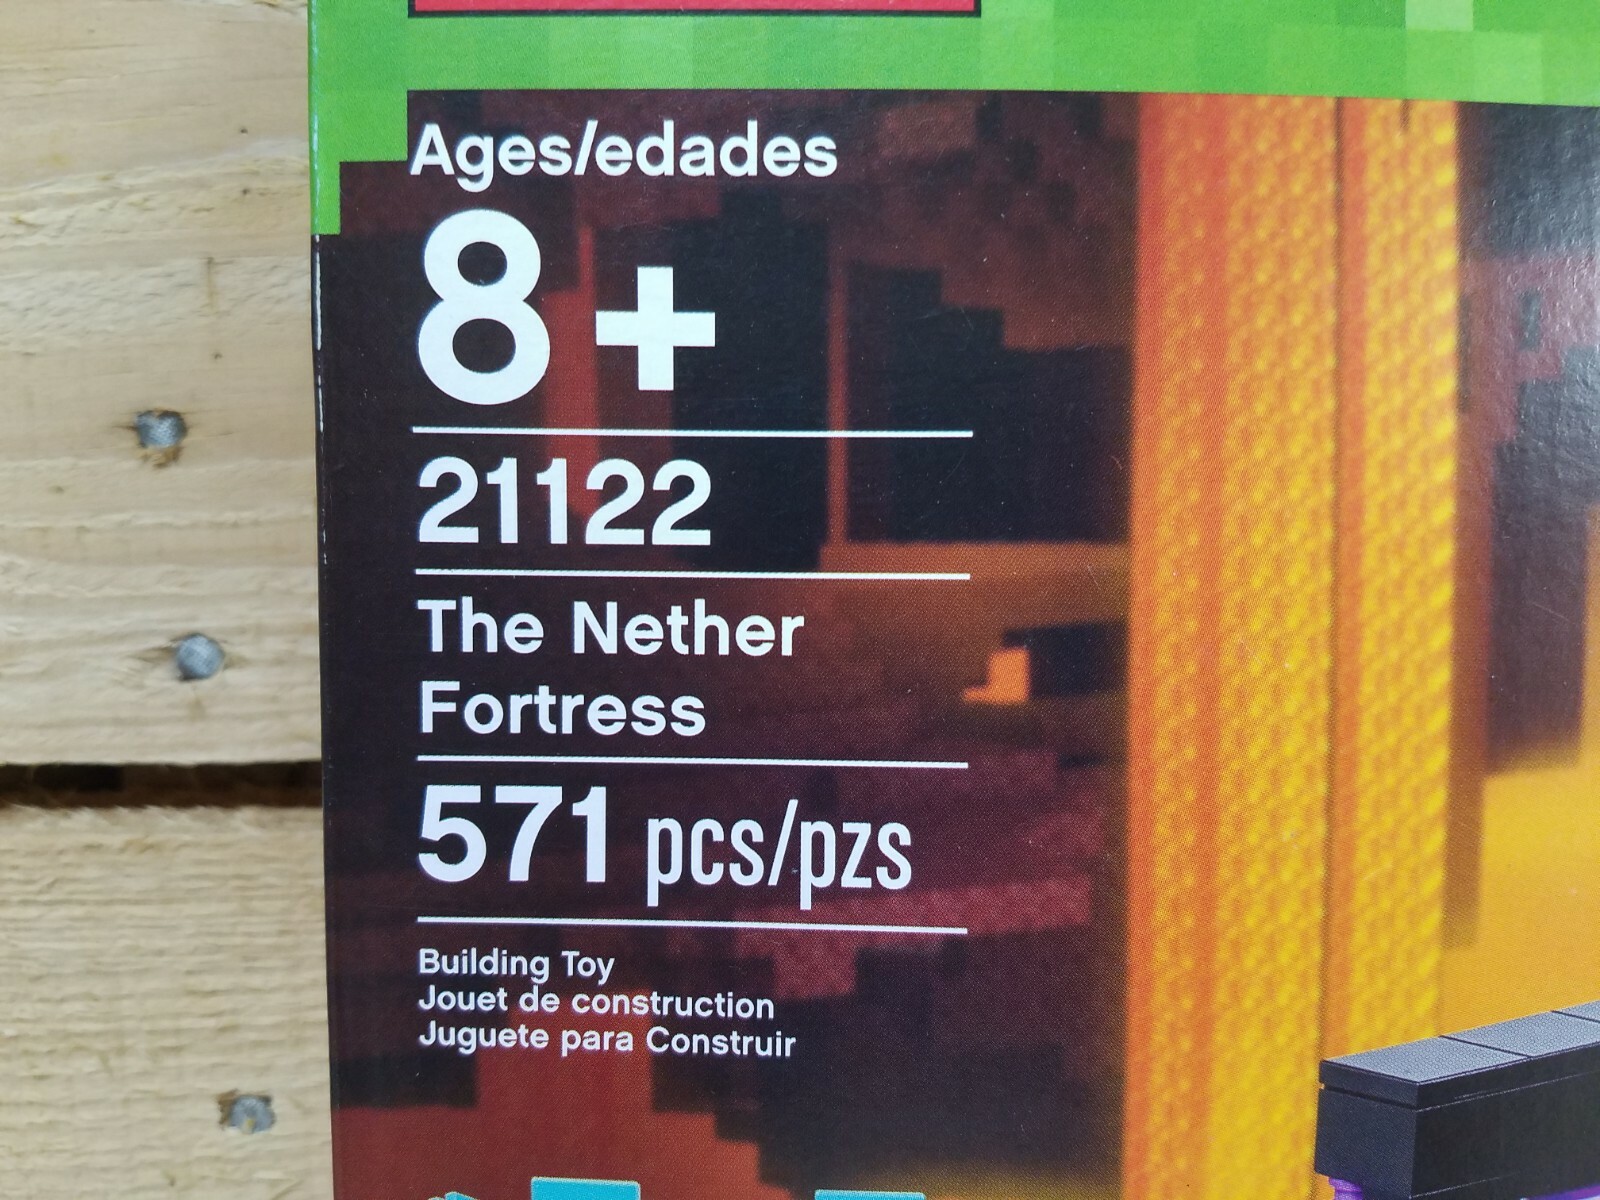 Ages/edades
8+
21122
The Nether
Fortress
571 pcs/pzs
Building Toy
Jouet de construction
Juguete para Construir